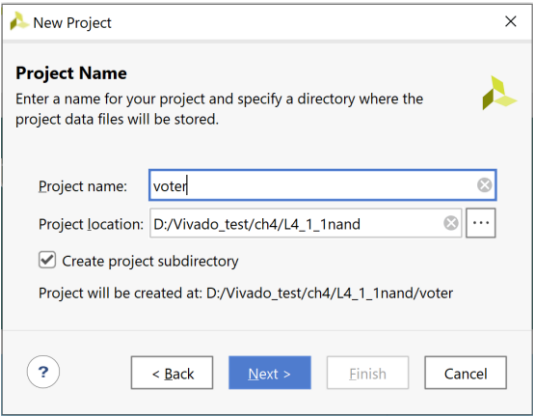 New Project
Project Name
Enter a name for your project and specify a directory where the
project data files will be stored.
Project name: voter
Project location: D:/Vivado_test/ch4/L4_1_1nand ...
Create project subdirectory
Project will be created at: D:/Vivado_test/ch4/L4_1_1nand/voter
? < Back Next > Finish Cancel